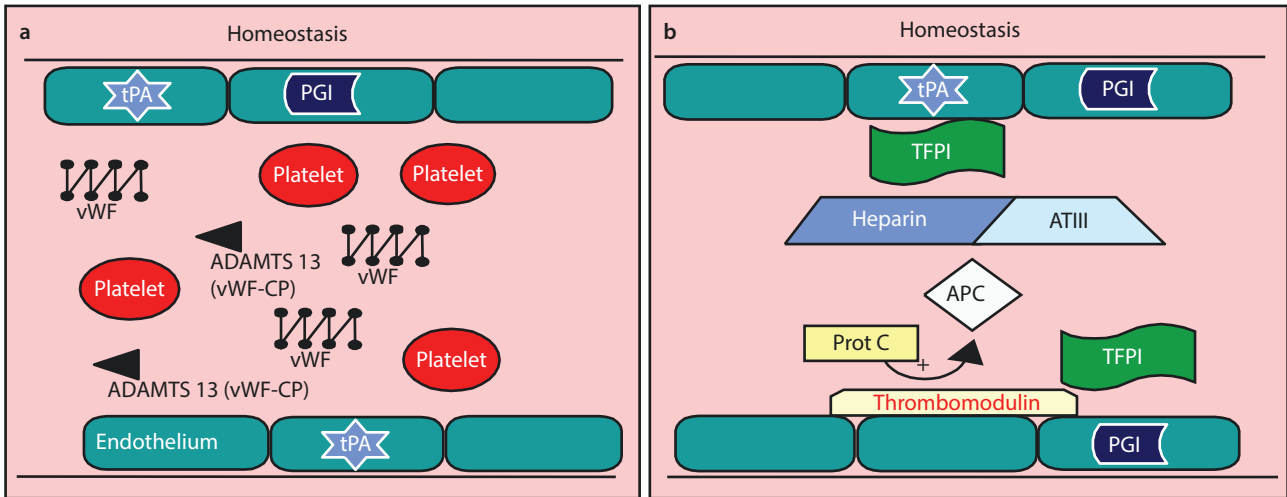 a
Homeostasis
tPA
PGI
Platelet
Platelet
vWF
ADAMTS 13
(vWF-CP)
vWF
Platelet
vWF
Platelet
ADAMTS 13 (vWF-CP)
Endothelium
tPA
b
Homeostasis
tPA
PGI
TFPI
Heparin
ATIII
APC
Prot C
+
TFPI
Thrombomodulin
PGI